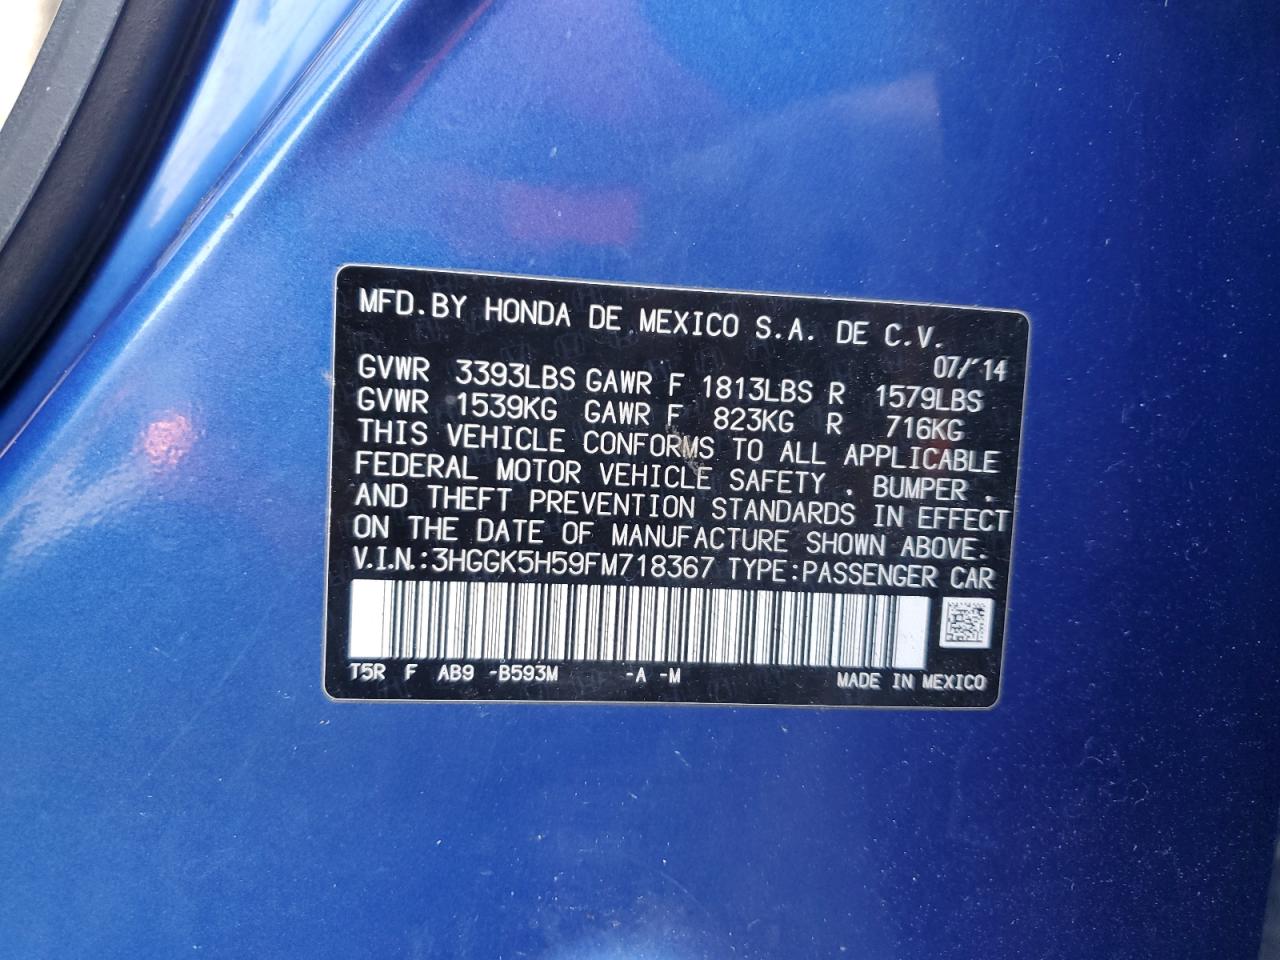 MFD.BY HONDA DE MEXICO S.A. DE C.V.
07/'14
GVWR 3393LBS GAWR F 1813LBS R 1579LBS
GVWR 1539KG GAWR F 823KG R 716KG
THIS VEHICLE CONFORMS TO ALL APPLICABLE
FEDERAL MOTOR VEHICLE SAFETY , BUMPER ,
AND THEFT PREVENTION STANDARDS IN EFFECT
ON THE DATE OF MANUFACTURE SHOWN ABOVE.
V.I.N.:3HGGK5H59FM718367 TYPE:PASSENGER CAR
T5R F AB9 -B593M -A -M MADE IN MEXICO